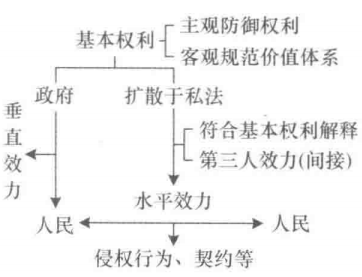 主观防御权利
基本权利
客观规范价值体系
政府
扩散于私法
垂直效力
符合基本权利解释
第三人效力(间接)
水平效力
人民
人民
侵权行为、契约等